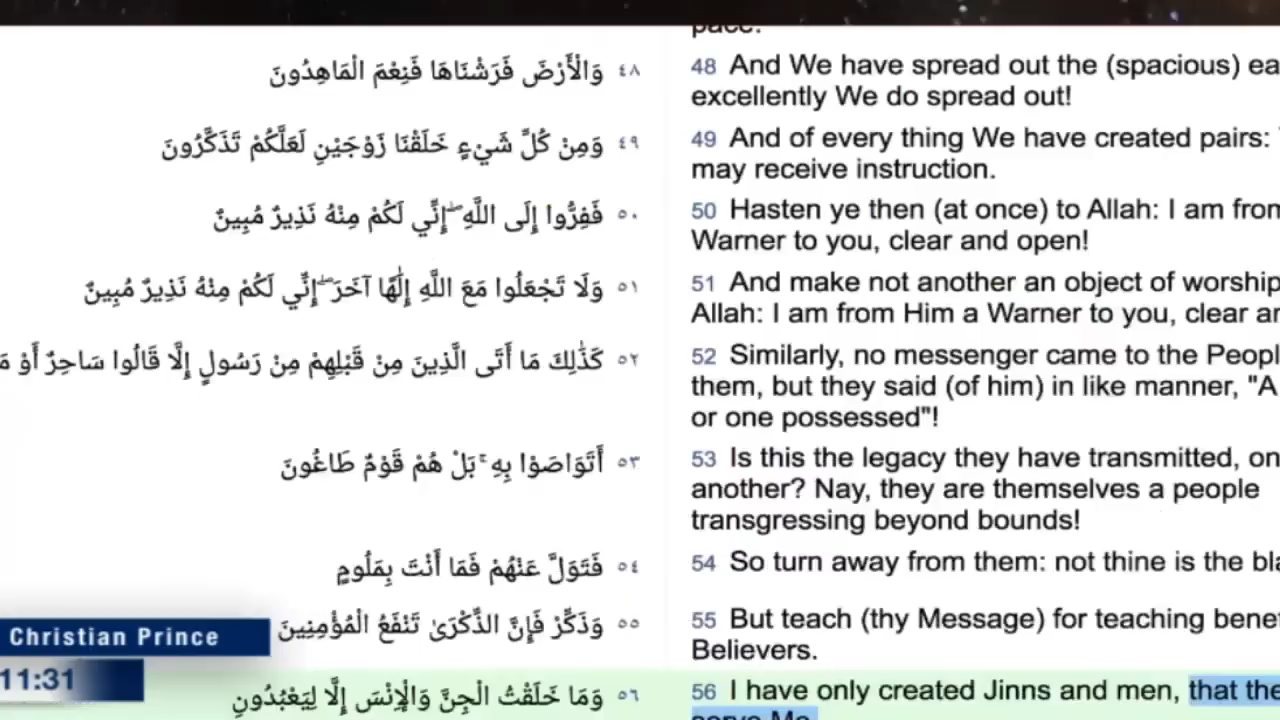 pace.
وَالْأَرْضَ فَرَشْنَاهَا فَنِعْمَ الْمَاهِدُونَ ٤٨
48 And We have spread out the (spacious) ea
excellently We do spread out!
وَمِنْ كُلِّ شَيْءٍ خَلَقْنَا زَوْجَيْنِ لَعَلَّكُمْ تَذَكَّرُونَ ٤٩
49 And of every thing We have created pairs:
may receive instruction.
فَفِرُّوا إِلَى اللَّهِ ۖ إِنِّي لَكُمْ مِنْهُ نَذِيرٌ مُبِينٌ ٥٠
50 Hasten ye then (at once) to Allah: I am from
Warner to you, clear and open!
وَلَا تَجْعَلُوا مَعَ اللَّهِ إِلَٰهًا آخَرَ ۖ إِنِّي لَكُمْ مِنْهُ نَذِيرٌ مُبِينٌ ٥١
51 And make not another an object of worship
Allah: I am from Him a Warner to you, clear an
كَذَٰلِكَ مَا أَتَى الَّذِينَ مِنْ قَبْلِهِمْ مِنْ رَسُولٍ إِلَّا قَالُوا سَاحِرٌ أَوْ مَ ٥٢
52 Similarly, no messenger came to the Peopl
them, but they said (of him) in like manner, "A
or one possessed"!
أَتَوَاصَوْا بِهِ ۚ بَلْ هُمْ قَوْمٌ طَاغُونَ ٥٣
53 Is this the legacy they have transmitted, on
another? Nay, they are themselves a people
transgressing beyond bounds!
فَتَوَلَّ عَنْهُمْ فَمَا أَنْتَ بِمَلُومٍ ٥٤
54 So turn away from them: not thine is the bla
وَذَكِّرْ فَإِنَّ الذِّكْرَىٰ تَنْفَعُ الْمُؤْمِنِينَ ٥٥
55 But teach (thy Message) for teaching benef
Believers.
Christian Prince
11:31
وَمَا خَلَقْتُ الْجِنَّ وَالْإِنْسَ إِلَّا لِيَعْبُدُونِ ٥٦
56 I have only created Jinns and men, that the
serve Me.